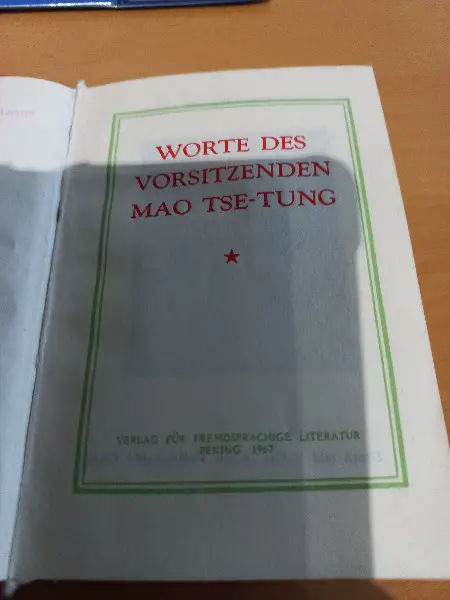 WORTE DES
VORSITZENDEN
MAO TSE-TUNG
VERLAG FÜR FREMDSPRACHIGE LITERATUR
PEKING 1967